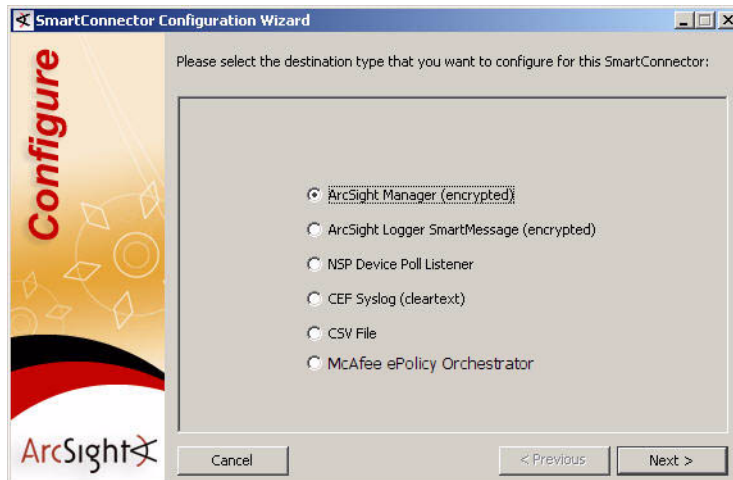 SmartConnector Configuration Wizard
Configure
Please select the destination type that you want to configure for this SmartConnector:
ArcSight Manager (encrypted)
ArcSight Logger SmartMessage (encrypted)
NSP Device Poll Listener
CEF Syslog (cleartext)
CSV File
McAfee ePolicy Orchestrator
ArcSight
Cancel
< Previous
Next >